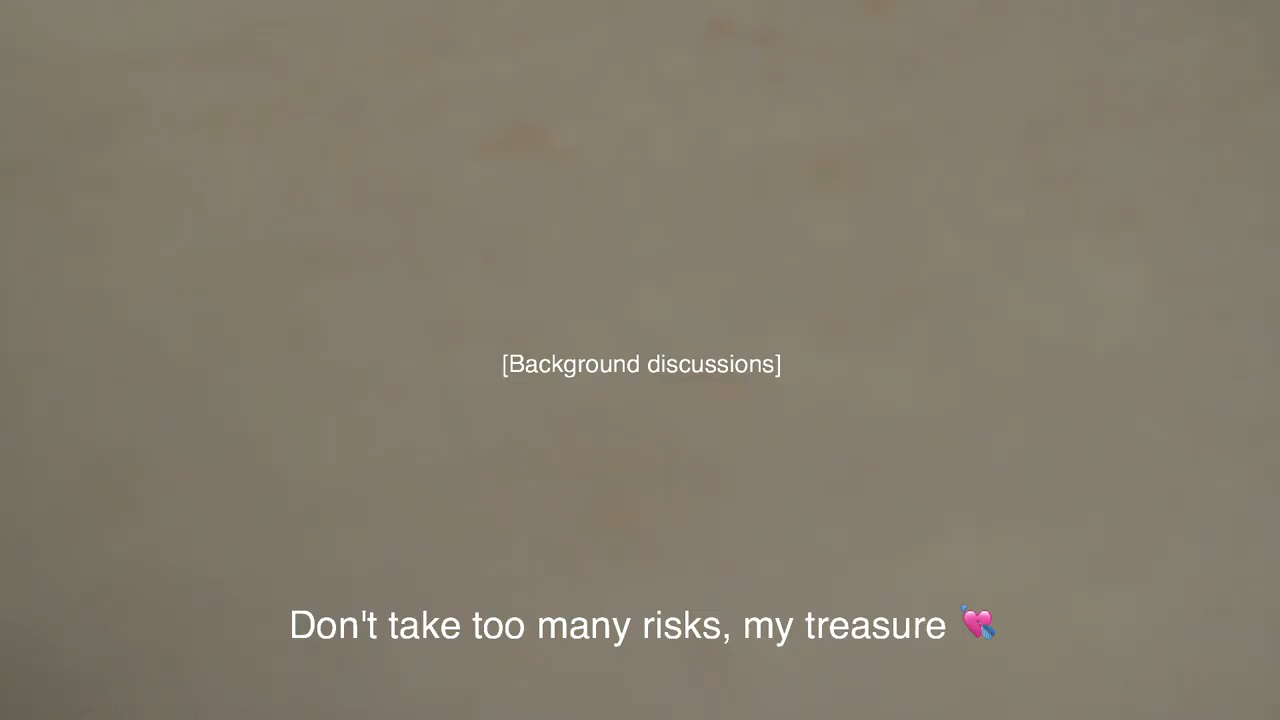 [Background discussions]
Don't take too many risks, my treasure 💘